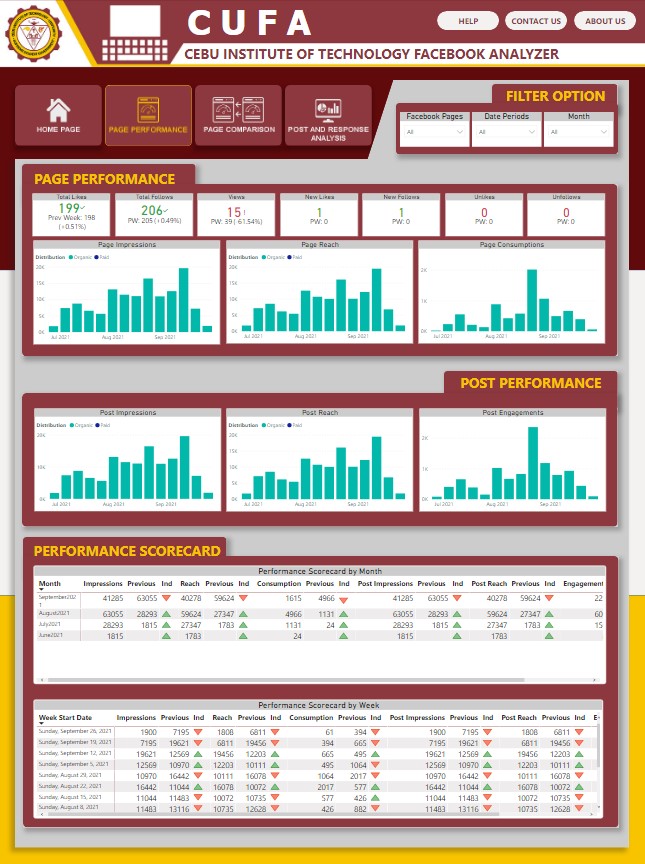 CUFA
HELP
CONTACT US
ABOUT US
CEBU INSTITUTE OF TECHNOLOGY FACEBOOK ANALYZER
HOME PAGE
PAGE PERFORMANCE
PAGE COMPARISON
POST AND RESPONSE
ANALYSIS
FILTER OPTION
Facebook Pages Date Periods Month
All All All
PAGE PERFORMANCE
Total Likes Total Follows Views New Likes New Follows Unlikes Unfollows
199 206 15 1 1 0 0
Prev Week: 198 PW: 205 (+0.49%) PW: 39 (-61.54%) PW: 0 PW: 0 PW: 0 PW: 0
(+0.51%)
Page Impressions Page Reach Page Consumptions
Distribution Organic Paid Distribution Organic Paid
20K 20K
15K 15K 2K
10K 10K 1K
5K 5K
0K 0K 0K
Jul 2021 Aug 2021 Sep 2021 Jul 2021 Aug 2021 Sep 2021 Jul 2021 Aug 2021 Sep 2021
POST PERFORMANCE
Post Impressions Post Reach Post Engagements
Distribution Organic Paid Distribution Organic Paid
20K 20K 2K
10K 10K 1K
0K 0K 0K
Jul 2021 Aug 2021 Sep 2021 Jul 2021 Aug 2021 Sep 2021 Jul 2021 Aug 2021 Sep 2021
PERFORMANCE SCORECARD
Performance Scorecard by Month
Month Impressions Previous Ind Reach Previous Ind Consumption Previous Ind Post Impressions Previous Ind Post Reach Previous Ind Engagement
September202
1 41285 63055 40278 59624 1615 4966 41285 63055 40278 59624 22
August2021 63055 28293 59624 27347 4966 1131 63055 28293 59624 27347 60
July2021 28293 1815 27347 1783 1131 24 28293 1815 27347 1783 15
June2021 1815 1783 24 1815 1783
Performance Scorecard by Week
Week Start Date Impressions Previous Ind Reach Previous Ind Consumption Previous Ind Post Impressions Previous Ind Post Reach Previous Ind E
Sunday, September 26, 2021 1900 7195 1808 6811 61 394 1900 7195 1808 6811
Sunday, September 19, 2021 7195 19621 6811 19456 394 665 7195 19621 6811 19456
Sunday, September 12, 2021 19621 12569 19456 12203 665 495 19621 12569 19456 12203
Sunday, September 5, 2021 12569 10970 12203 10111 495 1064 12569 10970 12203 10111
Sunday, August 29, 2021 10970 16442 10111 16078 1064 2017 10970 16442 10111 16078
Sunday, August 22, 2021 16442 11044 16078 10072 2017 577 16442 11044 16078 10072
Sunday, August 15, 2021 11044 11483 10072 10735 577 426 11044 11483 10072 10735
Sunday, August 8, 2021 11483 13116 10735 12628 426 882 11483 13116 10735 12628